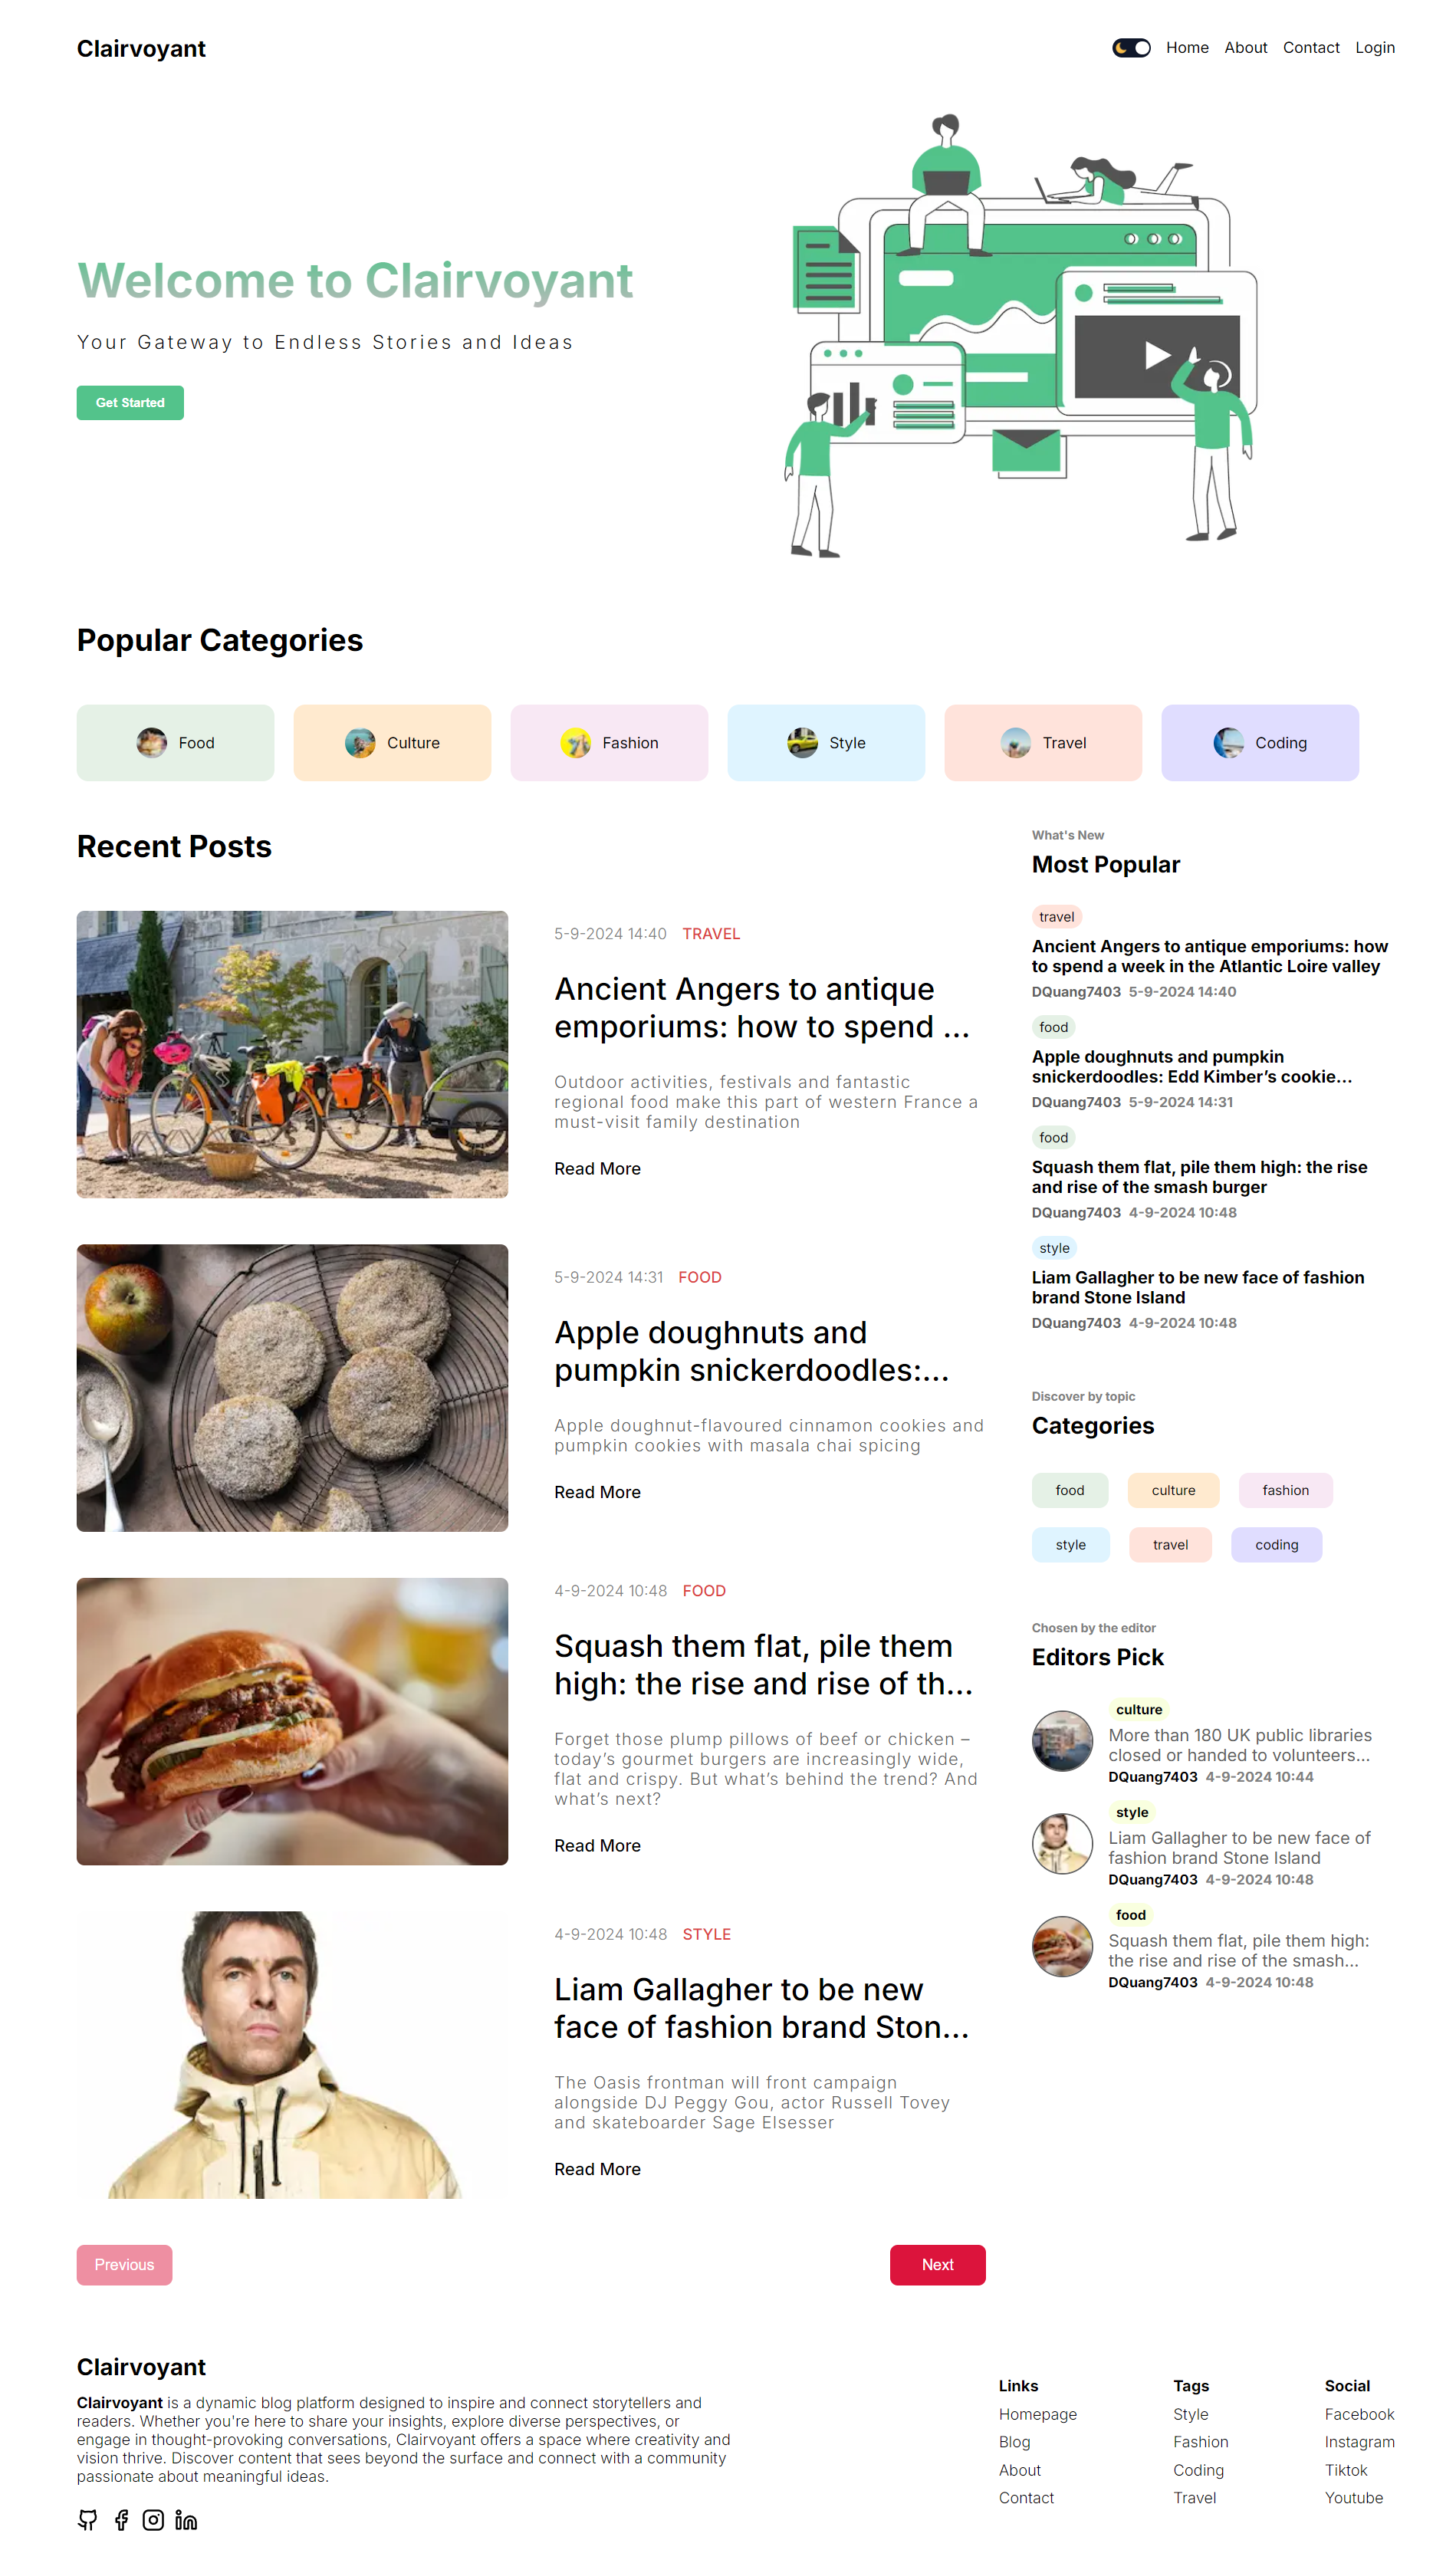 Clairvoyant
Home About Contact Login
Welcome to Clairvoyant
Your Gateway to Endless Stories and Ideas
Get Started
Popular Categories
Food
Culture
Fashion
Style
Travel
Coding
Recent Posts
5-9-2024 14:40 TRAVEL
Ancient Angers to antique
emporiums: how to spend ...
Outdoor activities, festivals and fantastic
regional food make this part of western France a
must-visit family destination
Read More
5-9-2024 14:31 FOOD
Apple doughnuts and
pumpkin snickerdoodles:...
Apple doughnut-flavoured cinnamon cookies and
pumpkin cookies with masala chai spicing
Read More
4-9-2024 10:48 FOOD
Squash them flat, pile them
high: the rise and rise of th...
Forget those plump pillows of beef or chicken –
today’s gourmet burgers are increasingly wide,
flat and crispy. But what’s behind the trend? And
what’s next?
Read More
4-9-2024 10:48 STYLE
Liam Gallagher to be new
face of fashion brand Ston...
The Oasis frontman will front campaign
alongside DJ Peggy Gou, actor Russell Tovey
and skateboarder Sage Elsesser
Read More
Previous
Next
What's New
Most Popular
travel
Ancient Angers to antique emporiums: how
to spend a week in the Atlantic Loire valley
DQuang7403 5-9-2024 14:40
food
Apple doughnuts and pumpkin
snickerdoodles: Edd Kimber’s cookie...
DQuang7403 5-9-2024 14:31
food
Squash them flat, pile them high: the rise
and rise of the smash burger
DQuang7403 4-9-2024 10:48
style
Liam Gallagher to be new face of fashion
brand Stone Island
DQuang7403 4-9-2024 10:48
Discover by topic
Categories
food culture fashion
style travel coding
Chosen by the editor
Editors Pick
culture
More than 180 UK public libraries
closed or handed to volunteers...
DQuang7403 4-9-2024 10:44
style
Liam Gallagher to be new face of
fashion brand Stone Island
DQuang7403 4-9-2024 10:48
food
Squash them flat, pile them high:
the rise and rise of the smash...
DQuang7403 4-9-2024 10:48
Clairvoyant
Clairvoyant is a dynamic blog platform designed to inspire and connect storytellers and
readers. Whether you're here to share your insights, explore diverse perspectives, or
engage in thought-provoking conversations, Clairvoyant offers a space where creativity and
vision thrive. Discover content that sees beyond the surface and connect with a community
passionate about meaningful ideas.
Links
Homepage
Blog
About
Contact
Tags
Style
Fashion
Coding
Travel
Social
Facebook
Instagram
Tiktok
Youtube